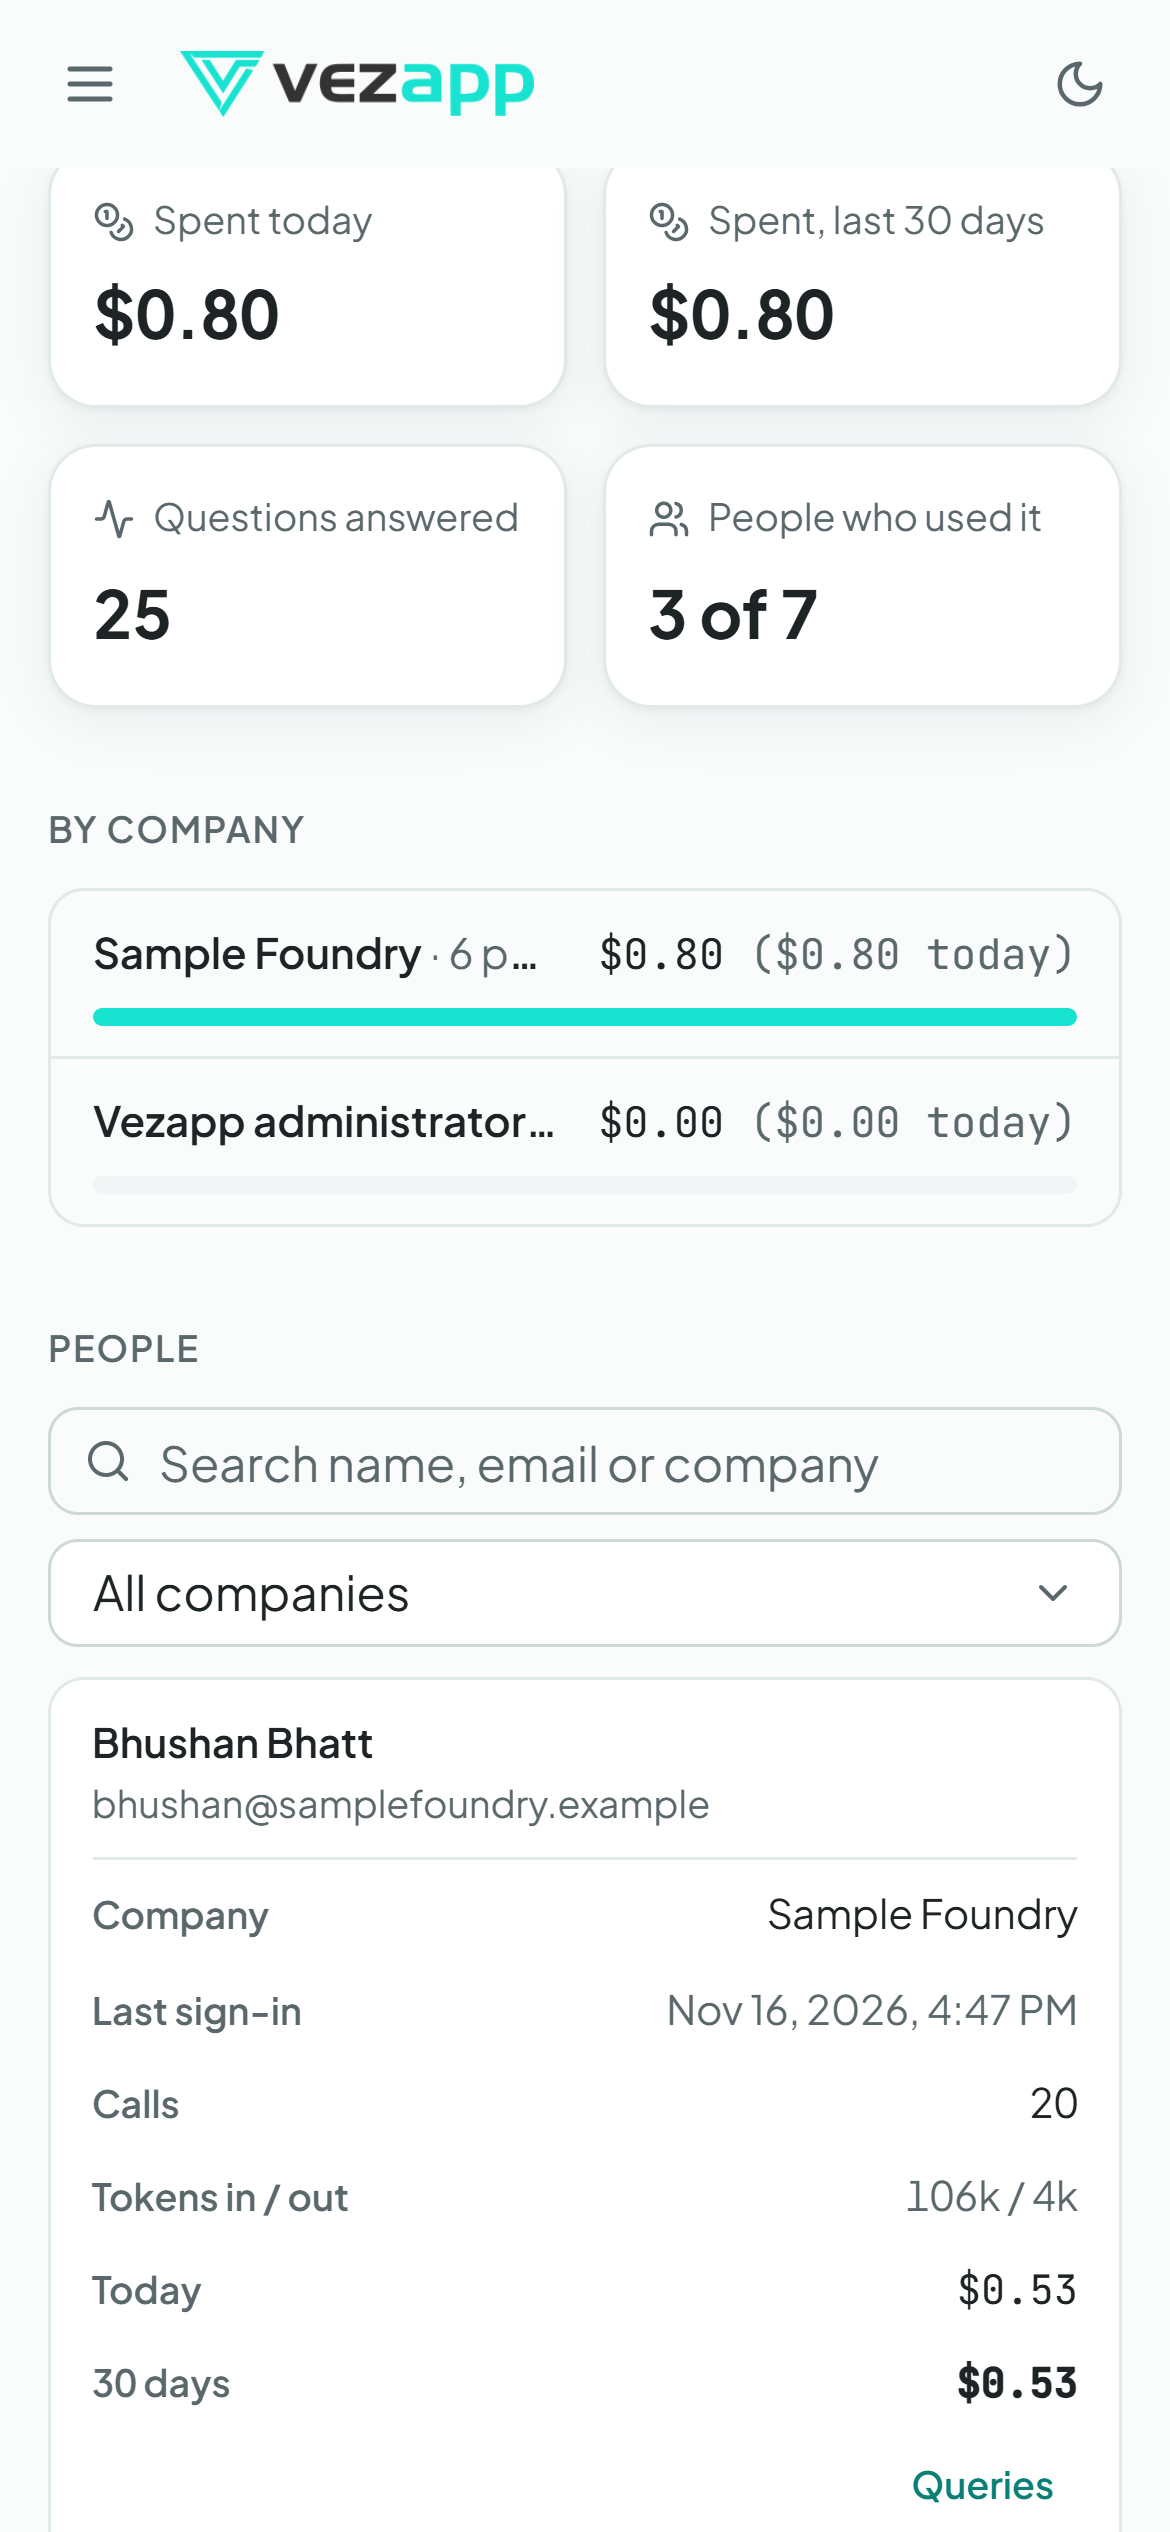 vezapp
Spent today
$0.80
Spent, last 30 days
$0.80
Questions answered
25
People who used it
3 of 7
BY COMPANY
Sample Foundry · 6 p... $0.80 ($0.80 today)
Vezapp administrator... $0.00 ($0.00 today)
PEOPLE
Search name, email or company
All companies
Bhushan Bhatt
bhushan@samplefoundry.example
Company Sample Foundry
Last sign-in Nov 16, 2026, 4:47 PM
Calls 20
Tokens in / out 106k / 4k
Today $0.53
30 days $0.53
Queries